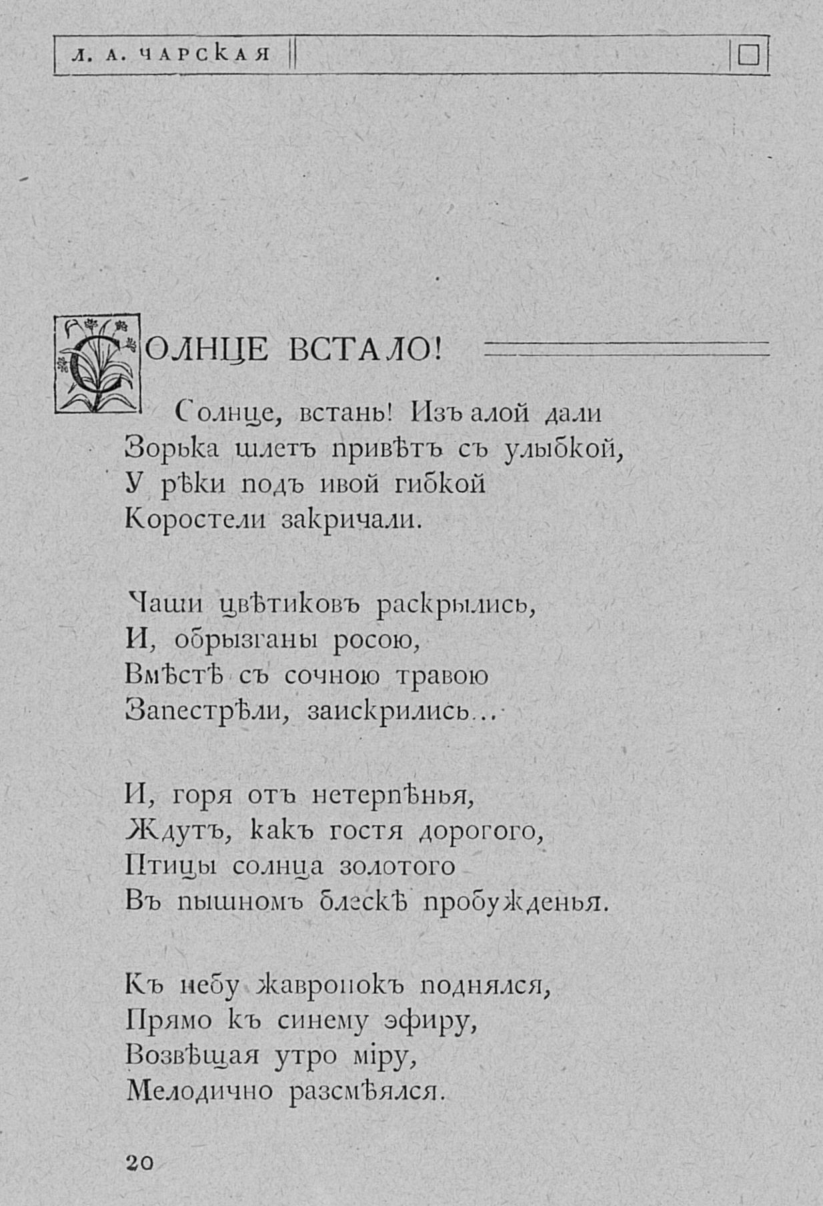 Л. А. ЧАРСКАЯ
СОЛНЦЕ ВСТАЛО!
Солнце, встань! Изъ алой дали
Зорька шлетъ привѣтъ съ улыбкой,
У рѣки подъ ивой гибкой
Коростели закричали.
Чаши цвѣтиковъ раскрылись,
И, обрызганы росою,
Вмѣстѣ съ сочною травою
Запестрѣли, заискрились...
И, горя отъ нетерпѣнья,
Ждутъ, какъ гостя дорогого,
Птицы солнца золотого
Въ пышномъ блескѣ пробужденья.
Къ небу жавронокъ поднялся,
Прямо къ синему эфиру,
Возвѣщая утро міру,
Мелодично разсмѣялся.
20